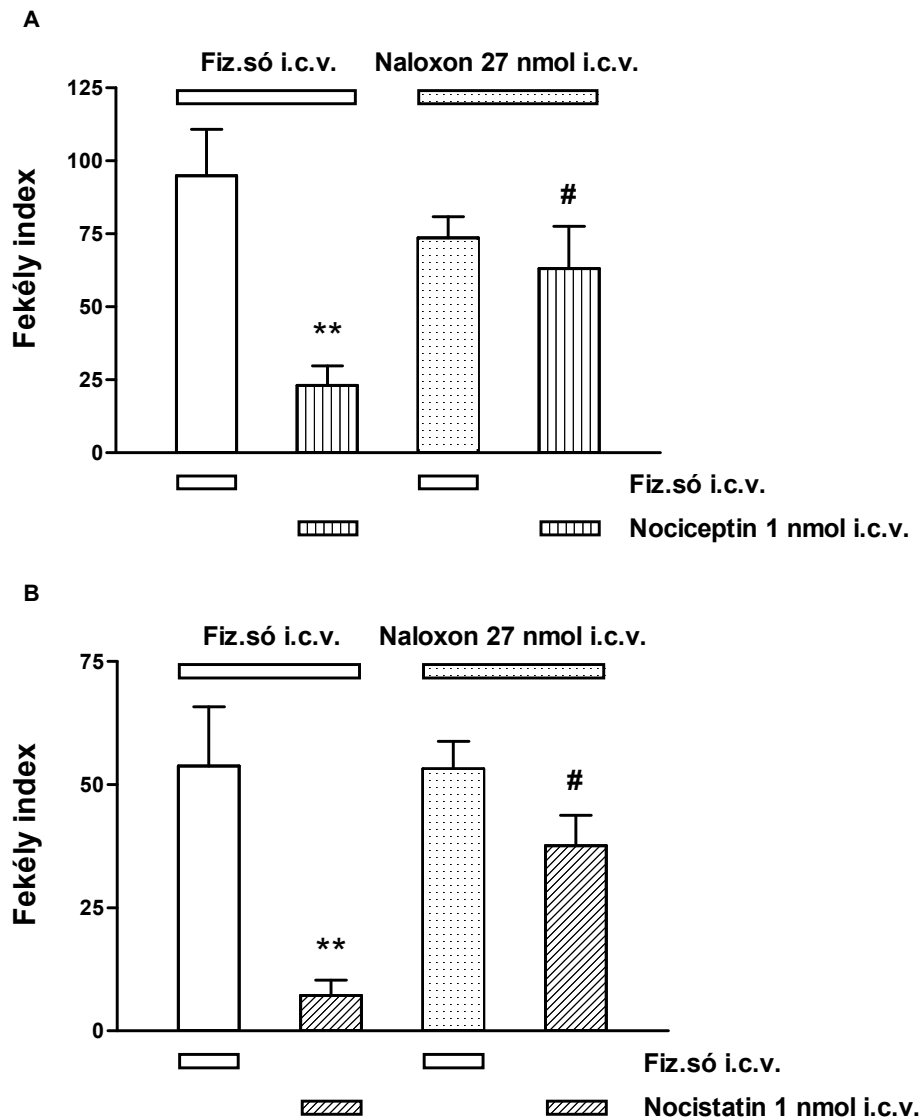 A
Fiz.só i.c.v. Naloxon 27 nmol i.c.v.
125
100
75
50
25
0
Fekély index
**
#
Fiz.só i.c.v.
Nociceptin 1 nmol i.c.v.
B
Fiz.só i.c.v. Naloxon 27 nmol i.c.v.
75
50
25
0
Fekély index
**
#
Fiz.só i.c.v.
Nocistatin 1 nmol i.c.v.